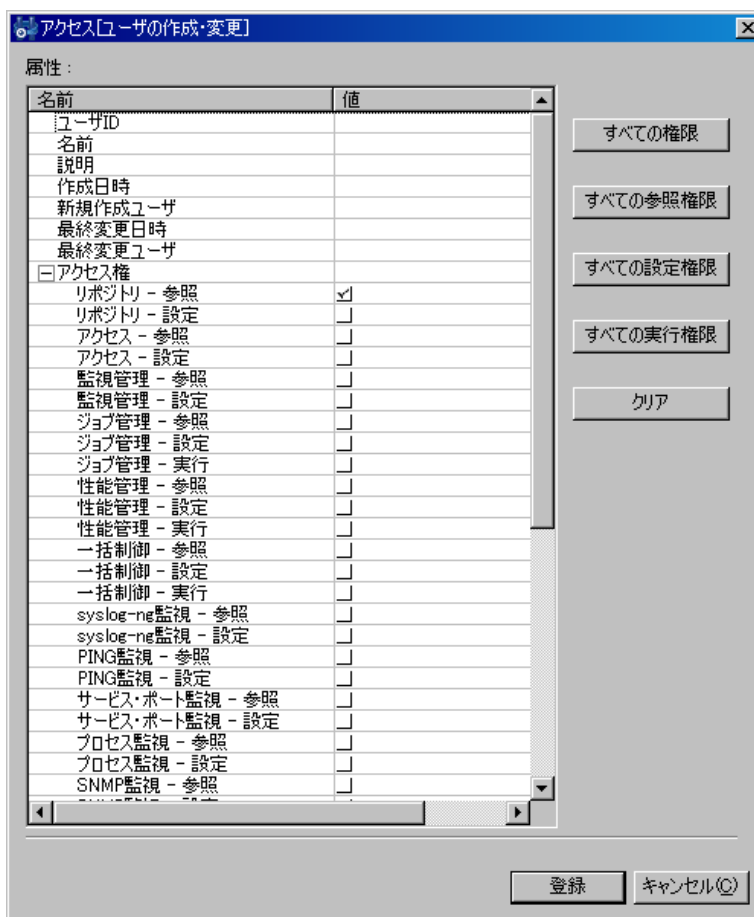 アクセス[ユーザの作成・変更]
属性：
名前 値
ユーザID
名前
説明
作成日時
新規作成ユーザ
最終変更日時
最終変更ユーザ
アクセス権
リポジトリ - 参照
リポジトリ - 設定
アクセス - 参照
アクセス - 設定
監視管理 - 参照
監視管理 - 設定
ジョブ管理 - 参照
ジョブ管理 - 設定
ジョブ管理 - 実行
性能管理 - 参照
性能管理 - 設定
性能管理 - 実行
一括制御 - 参照
一括制御 - 設定
一括制御 - 実行
syslog-ng監視 - 参照
syslog-ng監視 - 設定
PING監視 - 参照
PING監視 - 設定
サービス・ポート監視 - 参照
サービス・ポート監視 - 設定
プロセス監視 - 参照
プロセス監視 - 設定
SNMP監視 - 参照
すべての権限
すべての参照権限
すべての設定権限
すべての実行権限
クリア
登録 キャンセル(C)